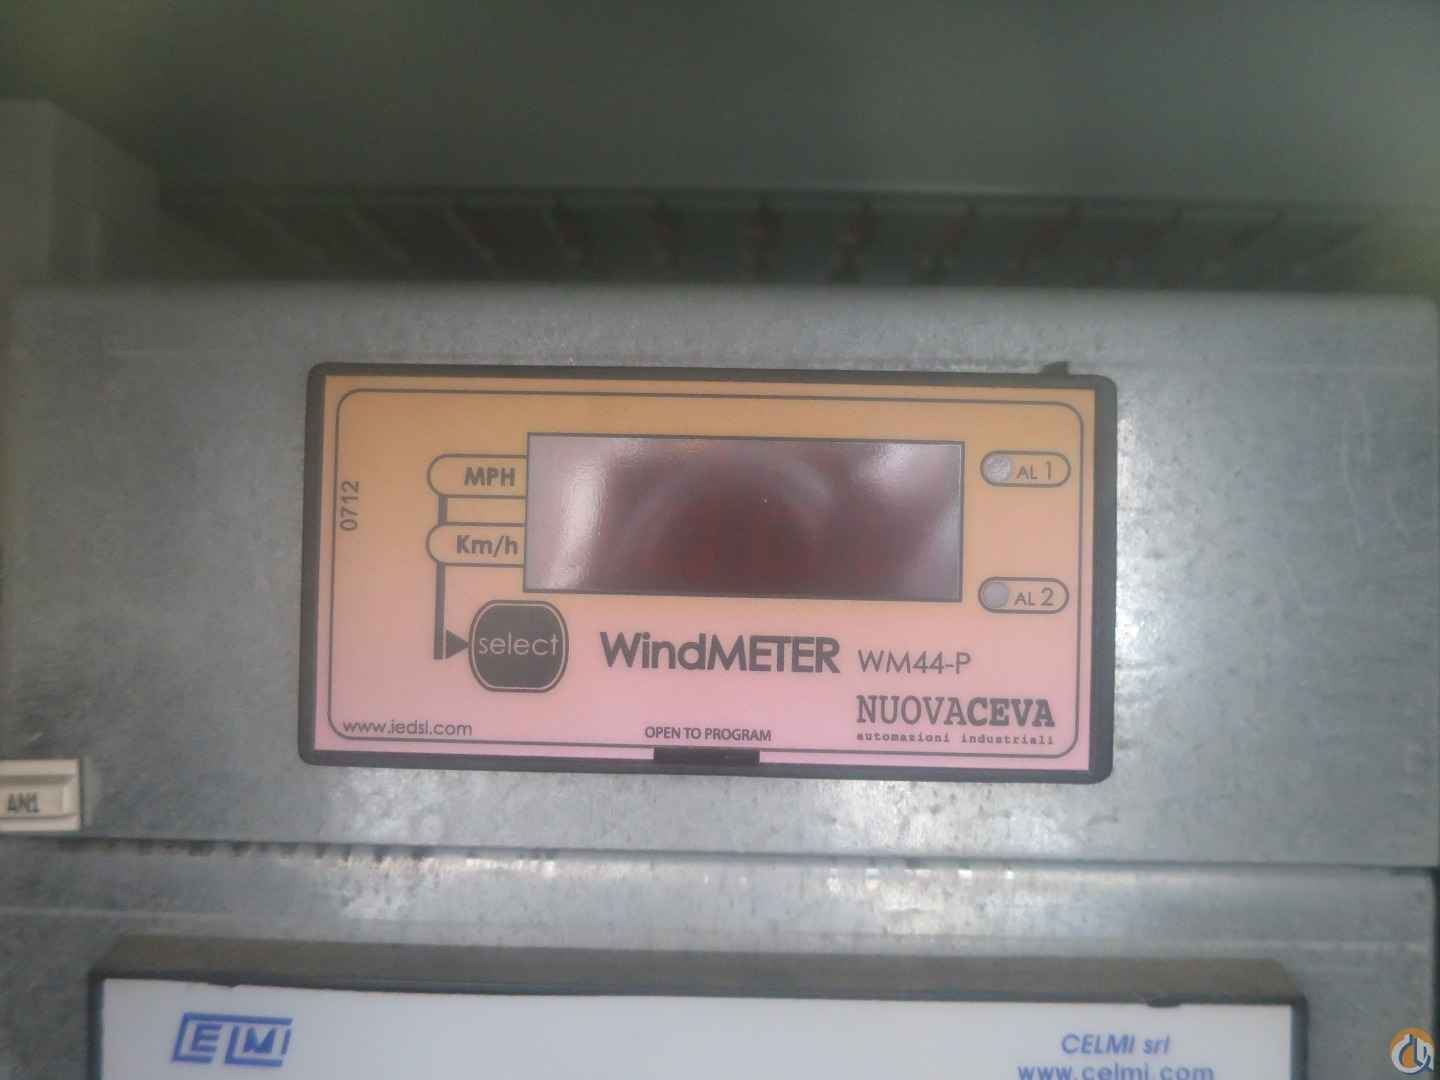 0712
MPH
Km/h
select
AL 1
AL 2
WindMETER WM44-P
NUOVACEVA
automazioni industriali
www.iedsl.com
OPEN TO PROGRAM
AN1
CELMI
CELMI srl
www.celmi.com